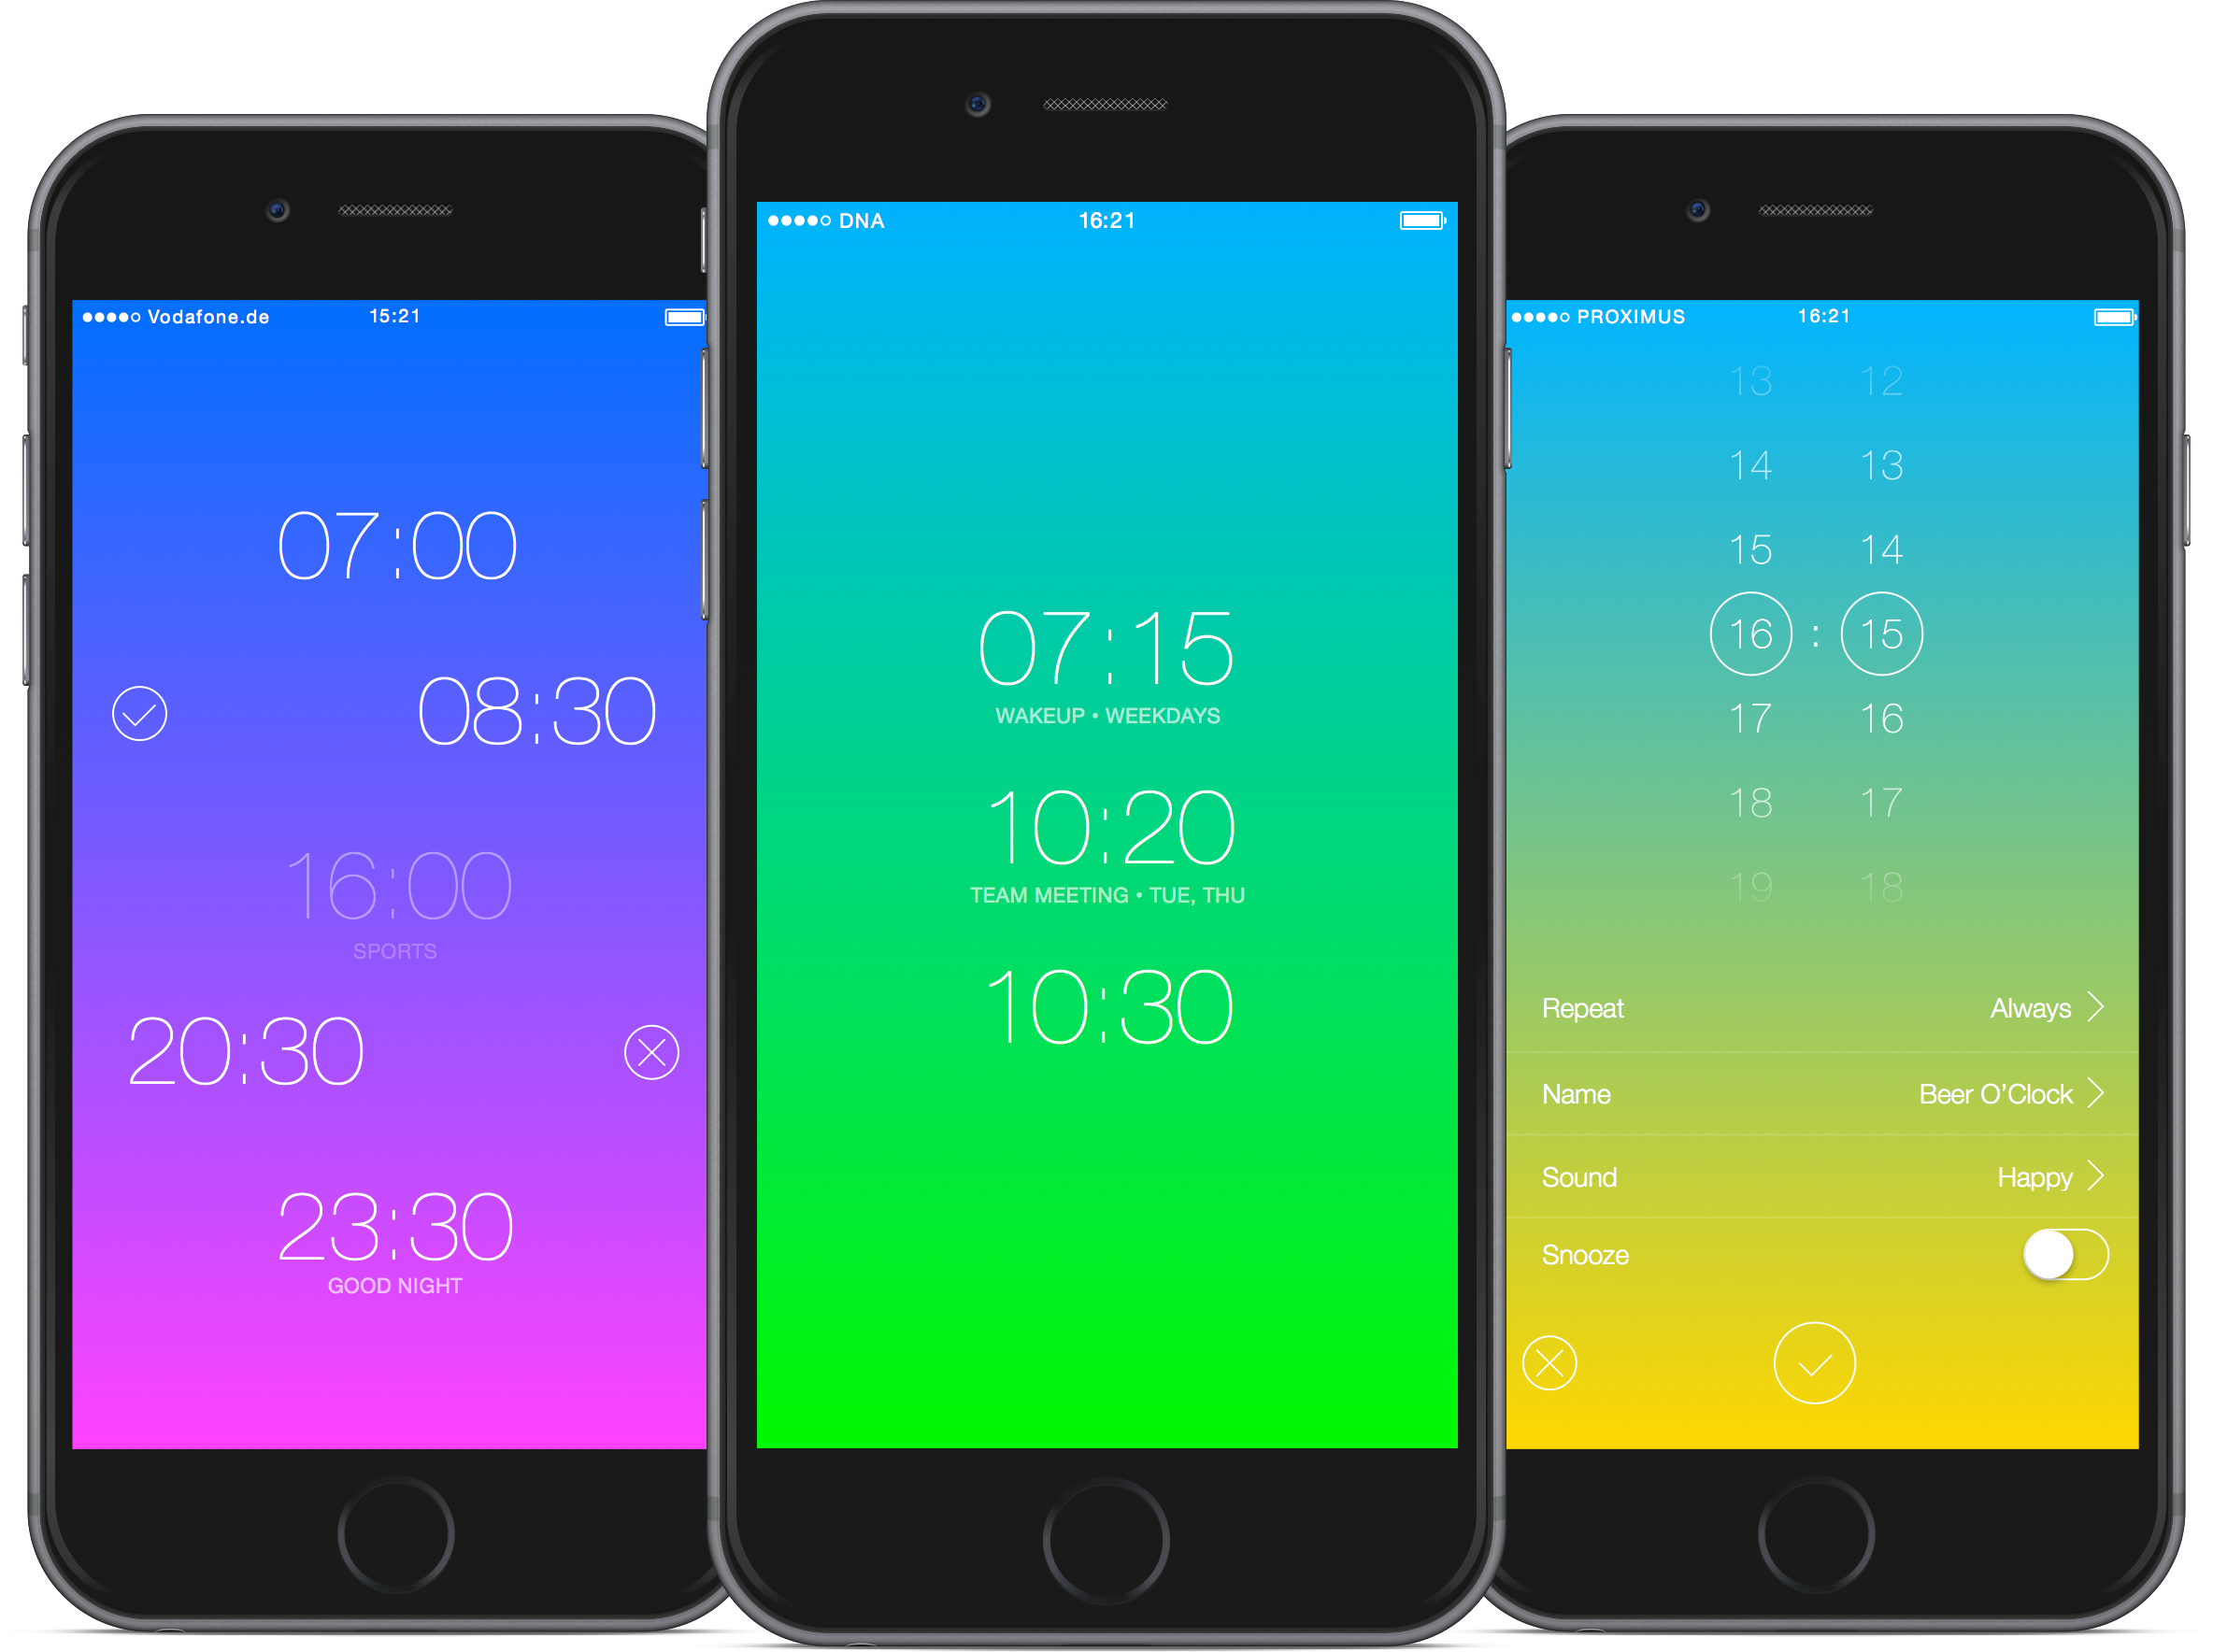 Vodafone.de 15:21
07:00
08:30
16:00
SPORTS
20:30
23:30
GOOD NIGHT
DNA 16:21
07:15
WAKEUP • WEEKDAYS
10:20
TEAM MEETING • TUE, THU
10:30
PROXIMUS 16:21
13 12
14 13
15 14
16 : 15
17 16
18 17
19 18
Repeat Always
Name Beer O'Clock
Sound Happy
Snooze